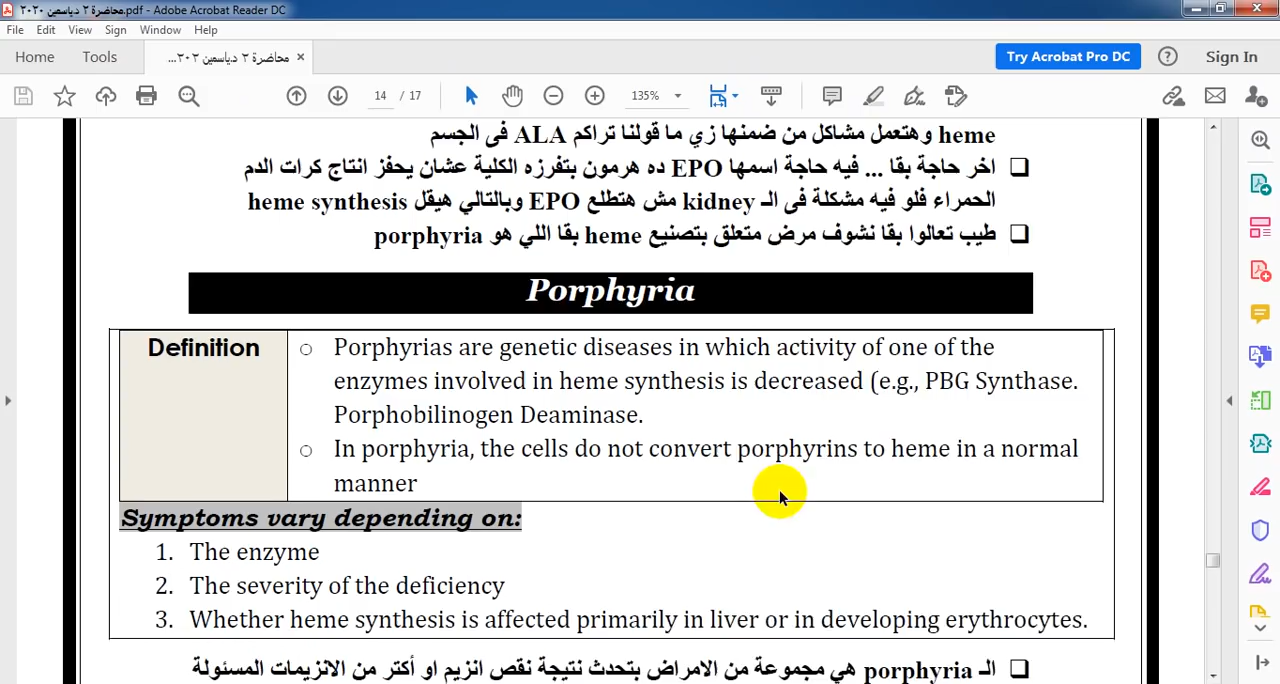 محاضرة ٢ د.ياسمين ٢٠٢٠.pdf - Adobe Acrobat Reader DC
File Edit View Sign Window Help
Home Tools محاضرة ٢ د.ياسمين ٢٠٢... × Try Acrobat Pro DC Sign In
14 / 17 135%
heme وهتعمل مشاكل من ضمنها زي ما قولنا تراكم ALA فى الجسم
❑ اخر حاجة بقا ... فيه حاجة اسمها EPO ده هرمون بتفرزه الكلية عشان يحفز انتاج كرات الدم
الحمراء فلو فيه مشكلة فى الـ kidney مش هتطلع EPO وبالتالي هيقل heme synthesis
❑ طيب تعالوا بقا نشوف مرض متعلق بتصنيع heme بقا اللي هو porphyria
Porphyria
Definition
○ Porphyrias are genetic diseases in which activity of one of the
enzymes involved in heme synthesis is decreased (e.g., PBG Synthase.
Porphobilinogen Deaminase.
○ In porphyria, the cells do not convert porphyrins to heme in a normal
manner
Symptoms vary depending on:
1. The enzyme
2. The severity of the deficiency
3. Whether heme synthesis is affected primarily in liver or in developing erythrocytes.
❑ الـ porphyria هي مجموعة من الامراض بتحدث نتيجة نقص انزيم او أكتر من الانزيمات المسئولة